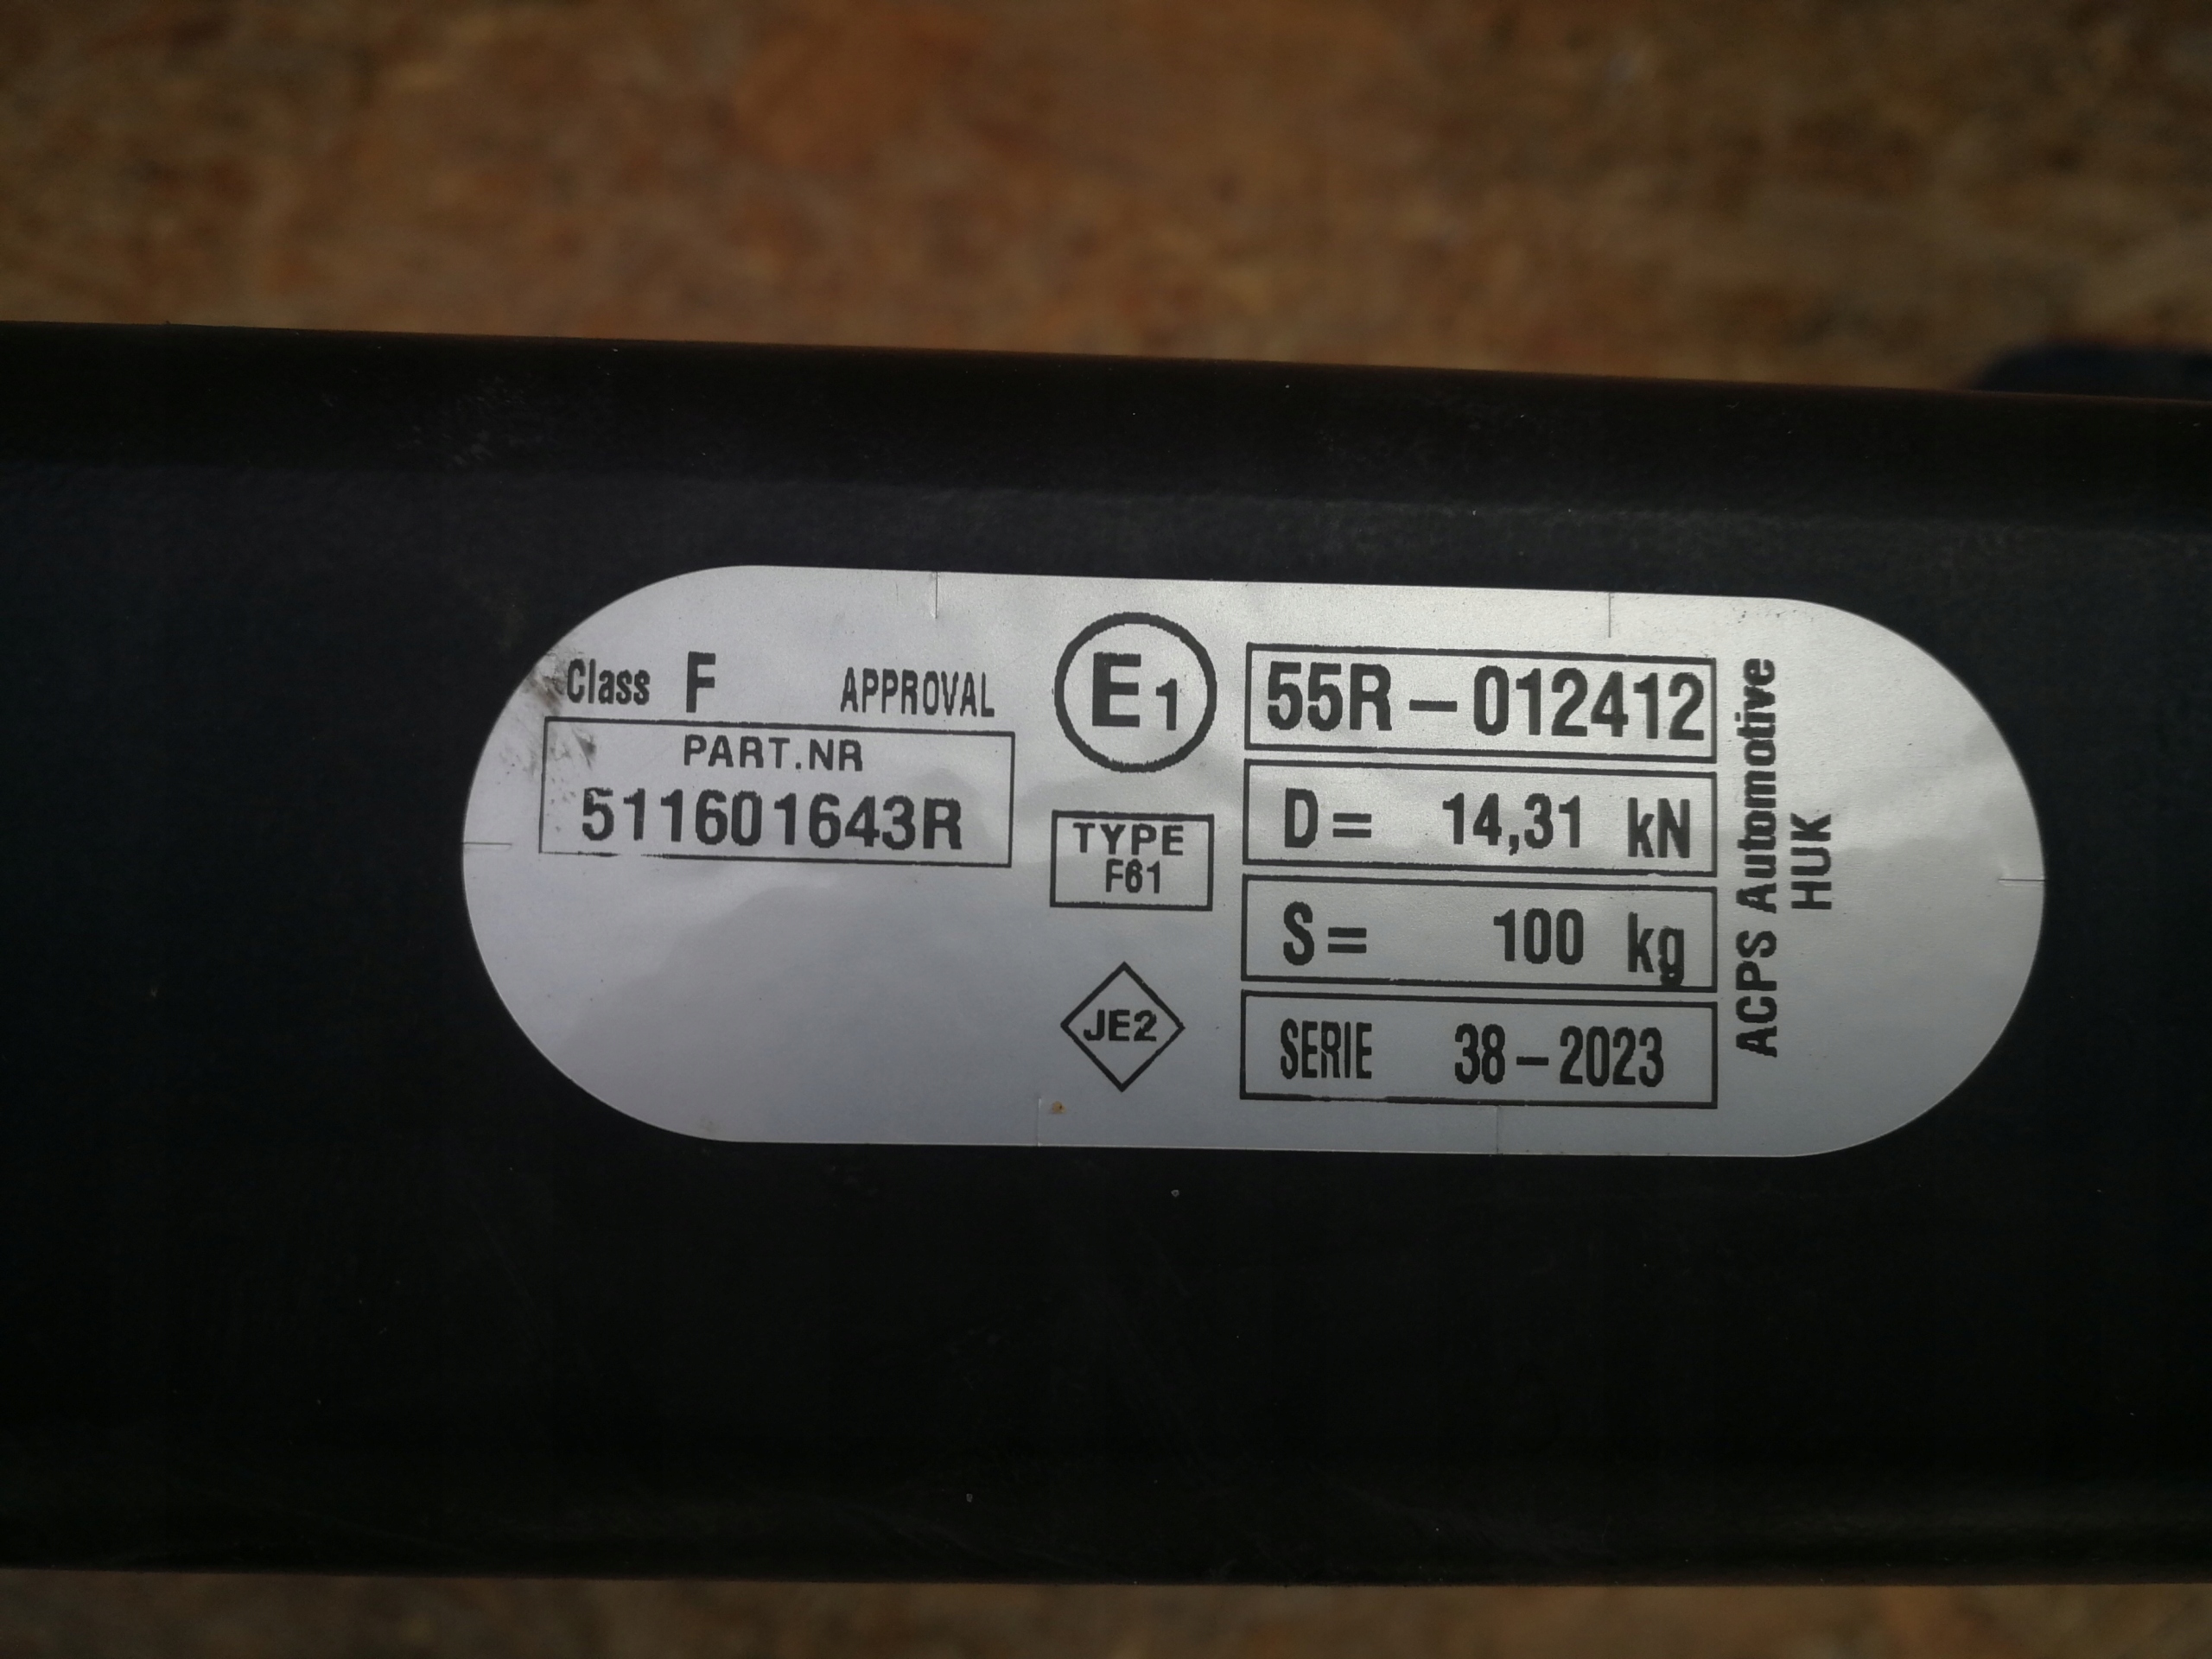 Class F APPROVAL
PART.NR
511601643R
E1
TYPE
F61
JE2
55R-012412
D= 14,31 kN
S= 100 kg
SERIE 38-2023
ACPS Automotive
HUK